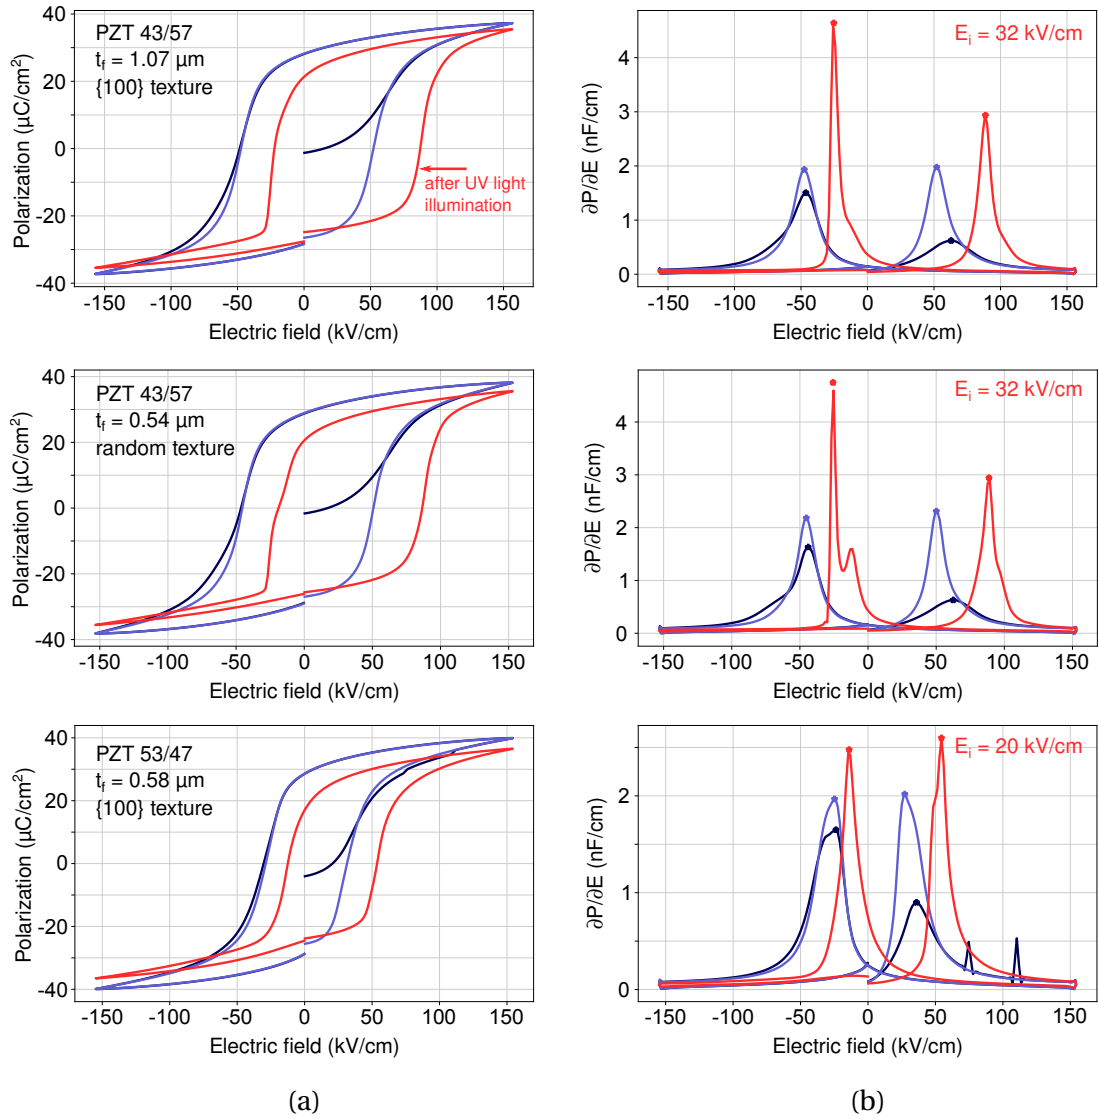 PZT 43/57
t_f = 1.07 µm
{100} texture
after UV light
illumination
Polarization (µC/cm²)
40
20
0
-20
-40
-150 -100 -50 0 50 100 150
Electric field (kV/cm)
E_i = 32 kV/cm
∂P/∂E (nF/cm)
4
3
2
1
0
-150 -100 -50 0 50 100 150
Electric field (kV/cm)
PZT 43/57
t_f = 0.54 µm
random texture
Polarization (µC/cm²)
40
20
0
-20
-40
-150 -100 -50 0 50 100 150
Electric field (kV/cm)
E_i = 32 kV/cm
∂P/∂E (nF/cm)
4
3
2
1
0
-150 -100 -50 0 50 100 150
Electric field (kV/cm)
PZT 53/47
t_f = 0.58 µm
{100} texture
Polarization (µC/cm²)
40
20
0
-20
-40
-150 -100 -50 0 50 100 150
Electric field (kV/cm)
E_i = 20 kV/cm
∂P/∂E (nF/cm)
2
1
0
-150 -100 -50 0 50 100 150
Electric field (kV/cm)
(a)
(b)